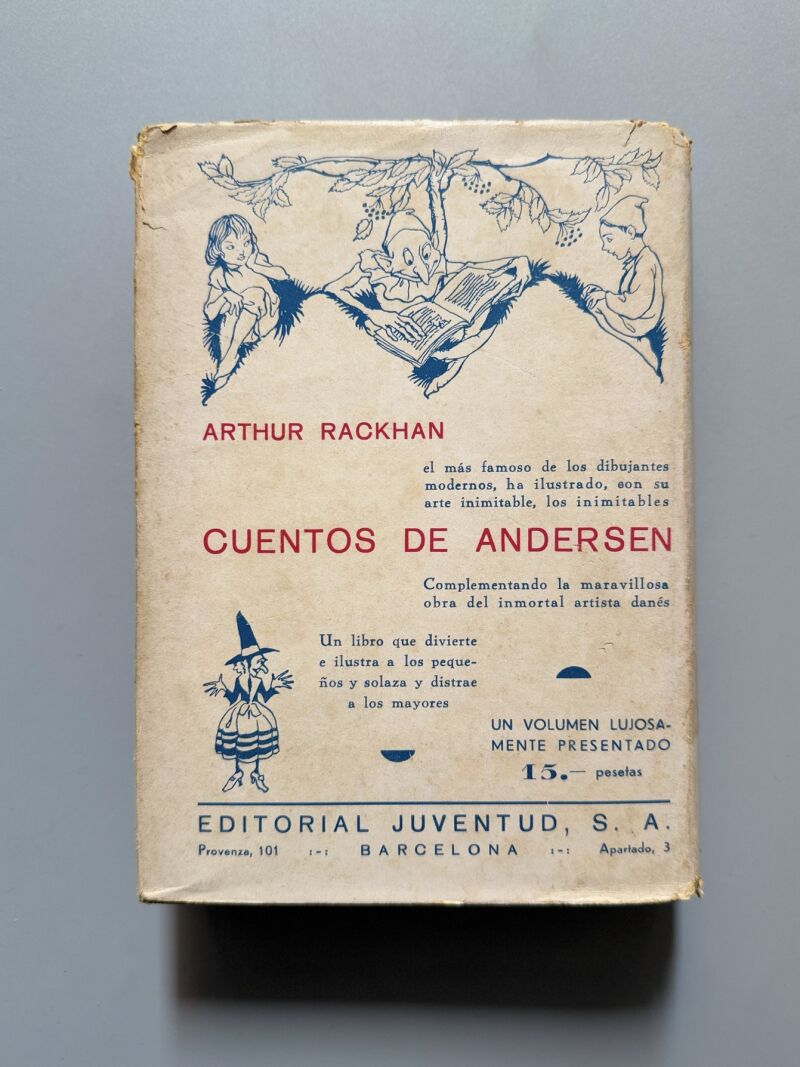 ARTHUR RACKHAN
el más famoso de los dibujantes
modernos, ha ilustrado, eon su
arte inimitable, los inimitables
CUENTOS DE ANDERSEN
Complementando la maravillosa
obra del inmortal artista danés
Un libro que divierte
e ilustra a los peque-
ños y solaza y distrae
a los mayores
UN VOLUMEN LUJOSA-
MENTE PRESENTADO
15.— pesetas
EDITORIAL JUVENTUD, S. A.
Provenza, 101 :-: BARCELONA :-: Apartado, 3